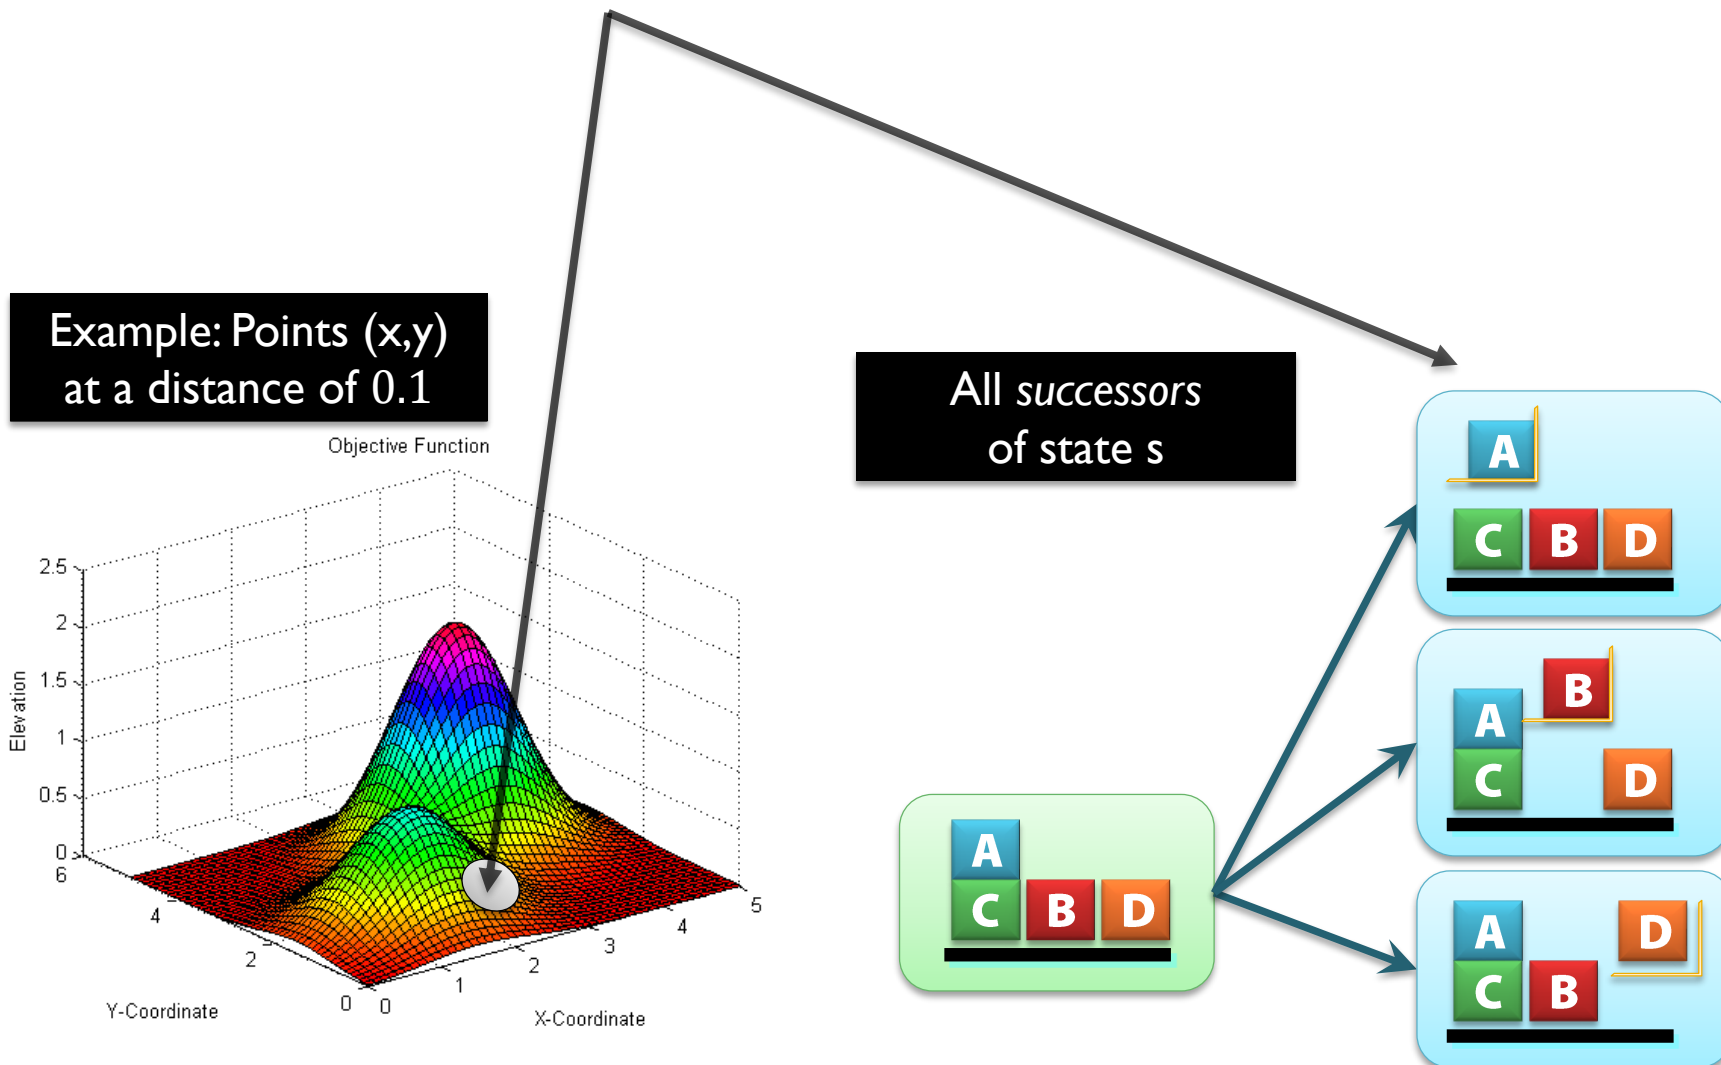 Example: Points (x,y)
at a distance of 0.1
All successors
of state s
Objective Function
2.5
2
1.5
1
0.5
0
Elevation
6
4
2
0
Y-Coordinate
0
1
2
3
4
5
X-Coordinate
A
C B D
A
C B D
B
A
C D
D
A
C B